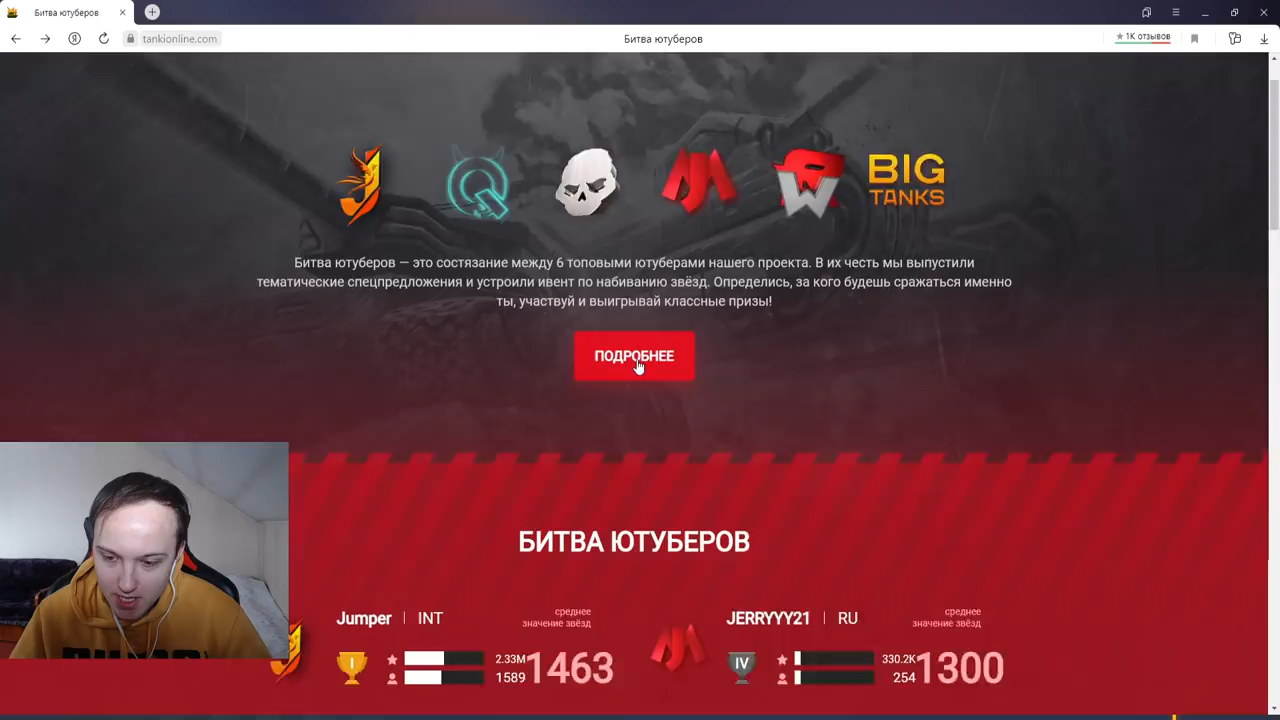 Битва ютуберов
tankionline.com
Битва ютуберов
1K отзывов
BIG
TANKS
Битва ютуберов — это состязание между 6 топовыми ютуберами нашего проекта. В их честь мы выпустили
тематические спецпредложения и устроили ивент по набиванию звёзд. Определись, за кого будешь сражаться именно
ты, участвуй и выигрывай классные призы!
ПОДРОБНЕЕ
БИТВА ЮТУБЕРОВ
Jumper | INT
среднее
значение звёзд
I
2.33M
1589
1463
JERRYYY21 | RU
среднее
значение звёзд
IV
330.2K
254
1300